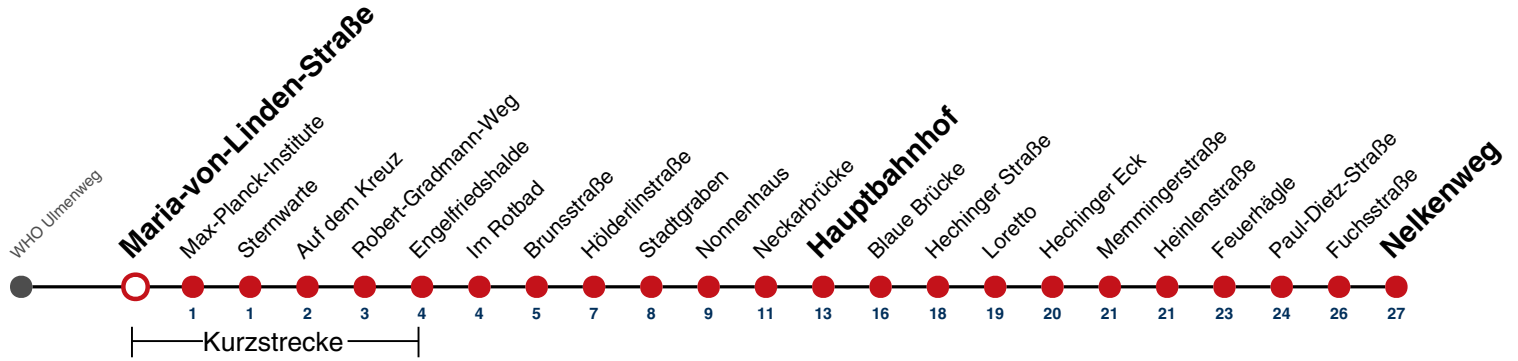 WHO Ulmenweg
Maria-von-Linden-Straße
Max-Planck-Institute
Sternwarte
Auf dem Kreuz
Robert-Gradmann-Weg
Engelfriedshalde
Im Rotbad
Brunsstraße
Hölderlinstraße
Stadtgraben
Nonnenhaus
Neckarbrücke
Hauptbahnhof
Blaue Brücke
Hechinger Straße
Loretto
Hechinger Eck
Memmingerstraße
Heinlenstraße
Feuerhägle
Paul-Dietz-Straße
Fuchsstraße
Nelkenweg
1 1 2 3 4 4 5 7 8 9 11 13 16 18 19 20 21 21 23 24 26 27
Kurzstrecke